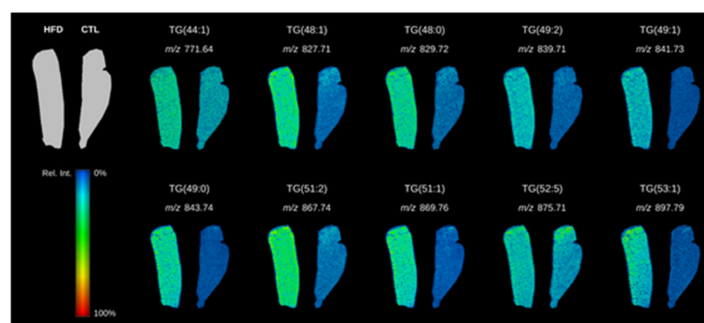 HFD CTL TG(44:1) TG(48:1) TG(48:0) TG(49:2) TG(49:1)
m/z 771.64 m/z 827.71 m/z 829.72 m/z 839.71 m/z 841.73
Rel. Int. 0%
TG(49:0) TG(51:2) TG(51:1) TG(52:5) TG(53:1)
m/z 843.74 m/z 867.74 m/z 869.76 m/z 875.71 m/z 897.79
100%